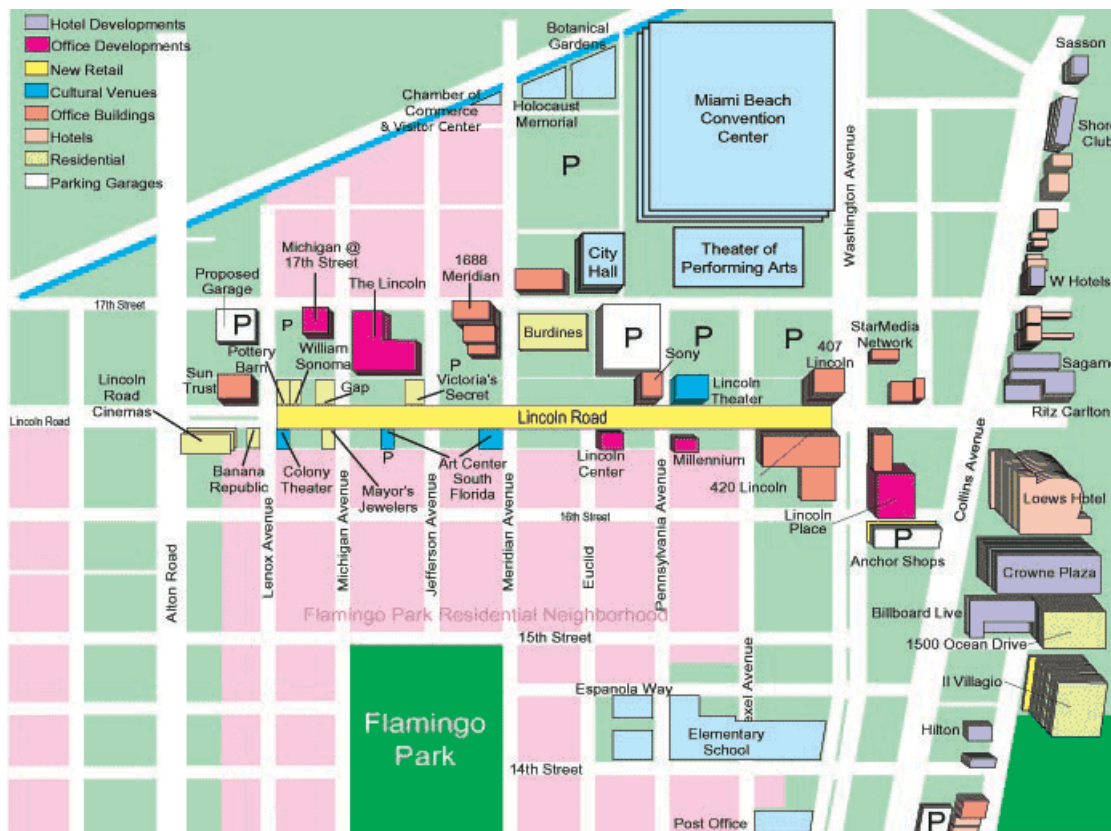 Hotel Developments
Office Developments
New Retail
Cultural Venues
Office Buildings
Hotels
Residential
Parking Garages
Botanical
Gardens
Chamber of
Commerce
& Visitor Center
Holocaust
Memorial
Miami Beach
Convention
Center
Washington Avenue
Sasson
Shore
Club
P
City
Hall
Theater of
Performing Arts
W Hotels
Michigan @
17th Street
1688
Meridian
The Lincoln
Proposed
Garage
17th Street
P
P
Burdines
P
P
P
StarMedia
Network
407
Lincoln
Sony
Pottery
Barn
William
Sonoma
P
Sagamo
Sun
Trust
Gap
Victoria's
Secret
Lincoln
Theater
Ritz Carlton
Lincoln
Road
Cinemas
Lincoln Road
Lincoln Road
Banana
Republic
Colony
Theater
Mayor's
Jewelers
P
Art Center
South
Florida
Lincoln
Center
Millennium
420 Lincoln
Lincoln
Place
Collins Avenue
Loews Hotel
16th Street
P
Anchor Shops
Crowne Plaza
Alton Road
Lenox Avenue
Michigan Avenue
Jefferson Avenue
Meridian Avenue
Euclid
Pennsylvania Avenue
Billboard Live
Flamingo Park Residential Neighborhood
15th Street
1500 Ocean Drive
Il Villagio
Espanola Way
exel Avenue
Flamingo
Park
Elementary
School
Hilton
14th Street
Post Office
P